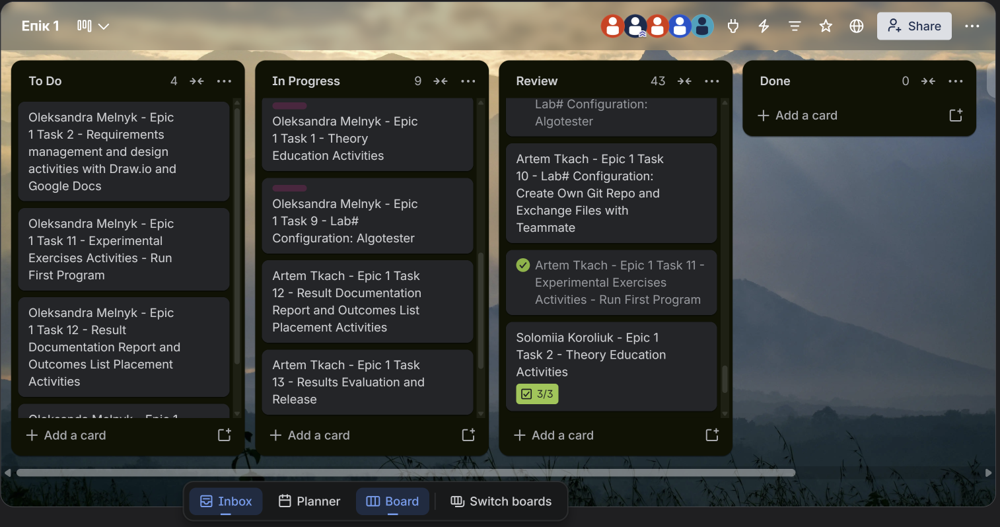 Епік 1
Share
To Do 4
Oleksandra Melnyk - Epic
1 Task 2 - Requirements
management and design
activities with Draw.io and
Google Docs
Oleksandra Melnyk - Epic
1 Task 11 - Experimental
Exercises Activities - Run
First Program
Oleksandra Melnyk - Epic
1 Task 12 - Result
Documentation Report and
Outcomes List Placement
Activities
Add a card
In Progress 9
Oleksandra Melnyk - Epic
1 Task 1 - Theory
Education Activities
Oleksandra Melnyk - Epic
1 Task 9 - Lab#
Configuration: Algotester
Artem Tkach - Epic 1 Task
12 - Result Documentation
Report and Outcomes List
Placement Activities
Artem Tkach - Epic 1 Task
13 - Results Evaluation and
Release
Add a card
Review 43
Lab# Configuration:
Algotester
Artem Tkach - Epic 1 Task
10 - Lab# Configuration:
Create Own Git Repo and
Exchange Files with
Teammate
Artem Tkach - Epic 1 Task 11 -
Experimental Exercises
Activities - Run First Program
Solomiia Koroliuk - Epic 1
Task 2 - Theory Education
Activities
3/3
Add a card
Done 0
Add a card
Inbox
Planner
Board
Switch boards